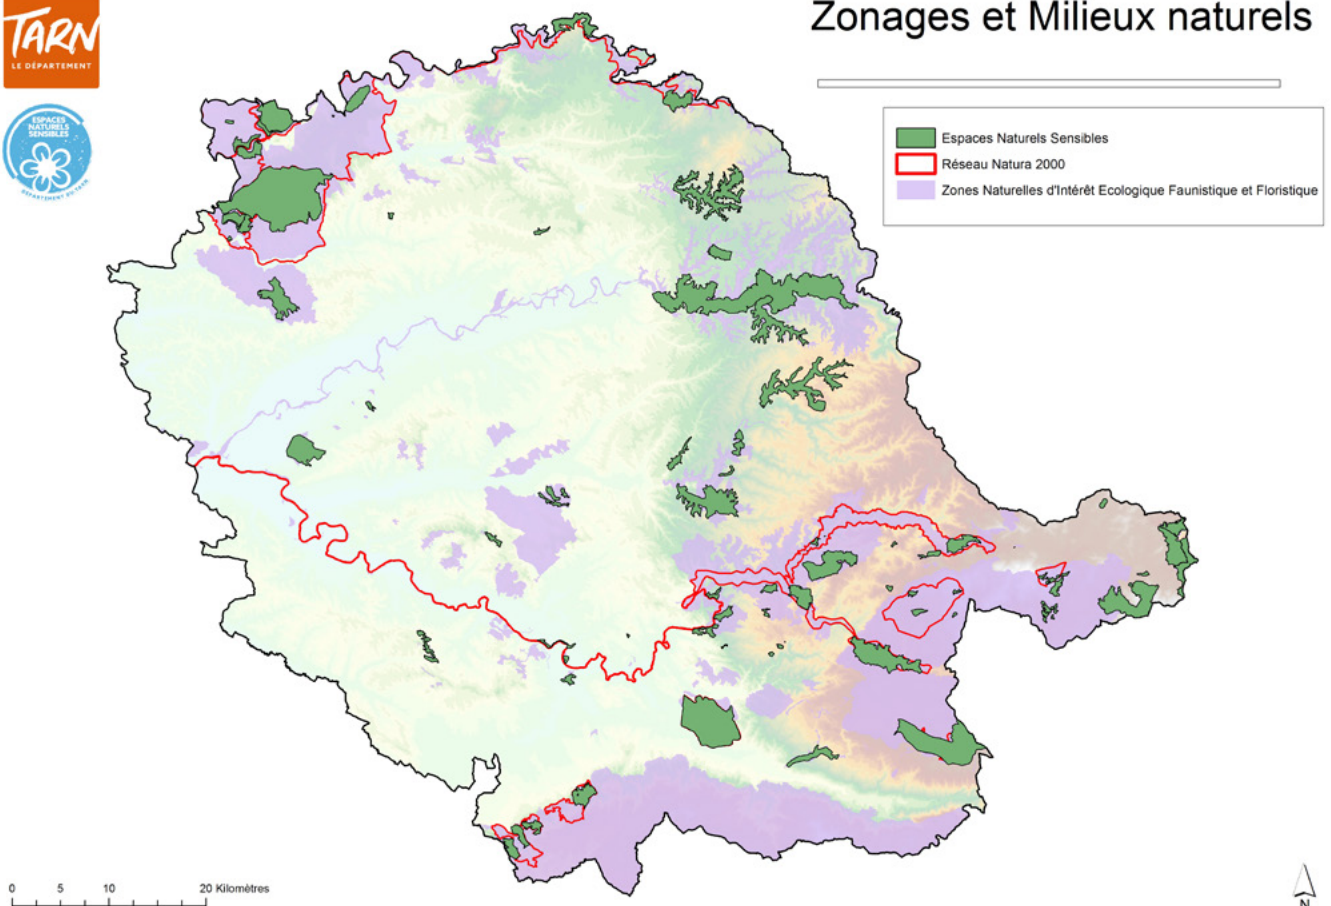 TARN
LE DÉPARTEMENT
Zonages et Milieux naturels
ESPACES
NATURELS
SENSIBLES
DÉPARTEMENT DU TARN
Espaces Naturels Sensibles
Réseau Natura 2000
Zones Naturelles d'Intérêt Ecologique Faunistique et Floristique
0 5 10 20 Kilomètres
N